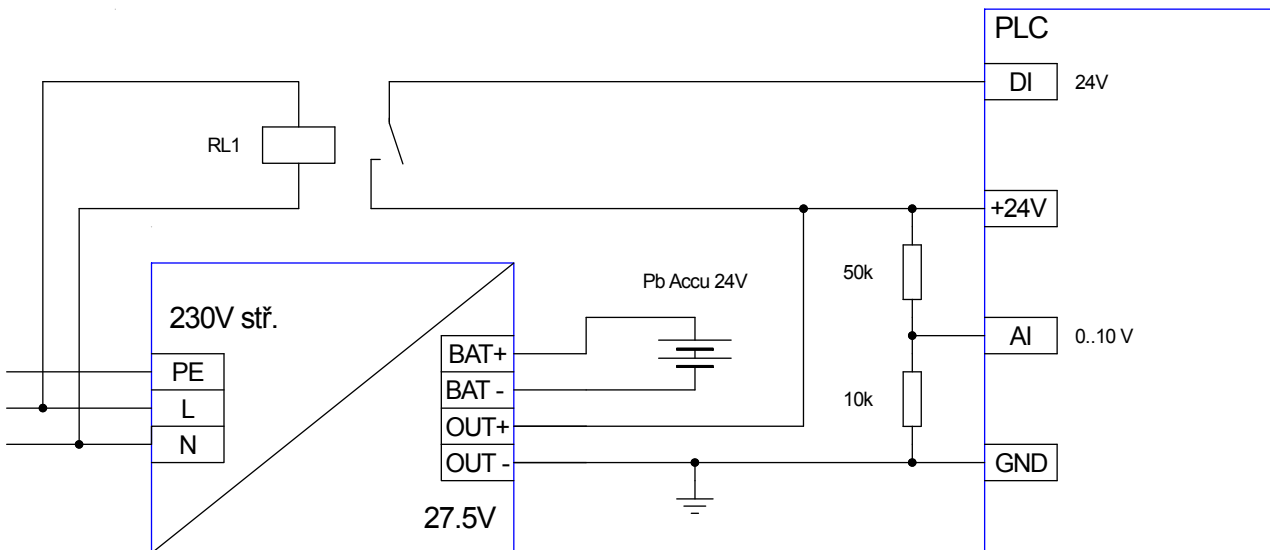 PLC
DI 24V
RL1
+24V
Pb Accu 24V
50k
230V stř.
AI 0..10 V
BAT+
PE
BAT -
10k
L
OUT+
N
OUT -
GND
27.5V